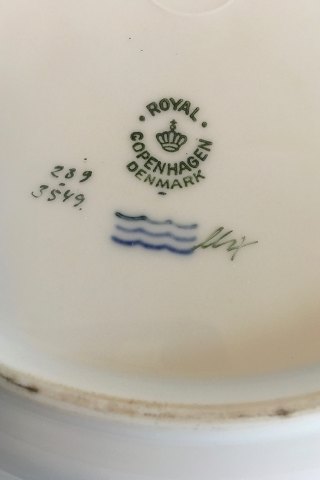 · ROYAL ·
COPENHAGEN
DENMARK
289
3549.